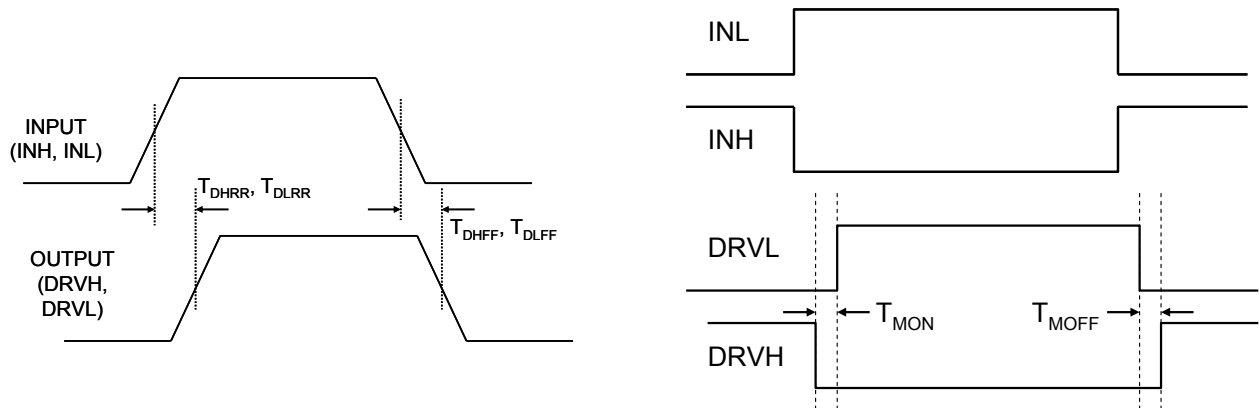 INPUT
(INH, INL)
T_DHRR, T_DLRR
T_DHFF, T_DLFF
OUTPUT
(DRVH,
DRVL)
INL
INH
DRVL
T_MON
T_MOFF
DRVH